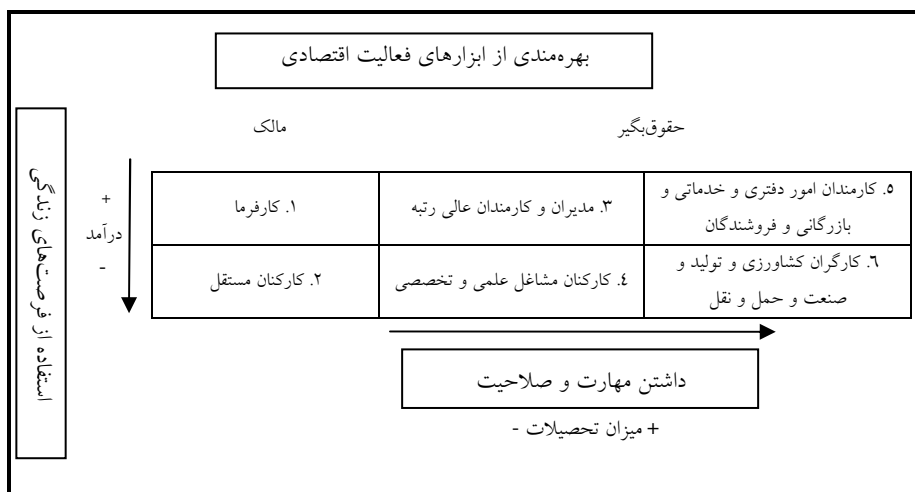 بهره‌مندی از ابزارهای فعالیت اقتصادی
مالک
حقوق‌بگیر
استفاده از فرصت‌های زندگی
+
درآمد
-
۱. کارفرما
۳. مدیران و کارمندان عالی رتبه
۵. کارمندان امور دفتری و خدماتی و
بازرگانی و فروشندگان
۲. کارکنان مستقل
۴. کارکنان مشاغل علمی و تخصصی
۶. کارگران کشاورزی و تولید و
صنعت و حمل و نقل
داشتن مهارت و صلاحیت
+ میزان تحصیلات -